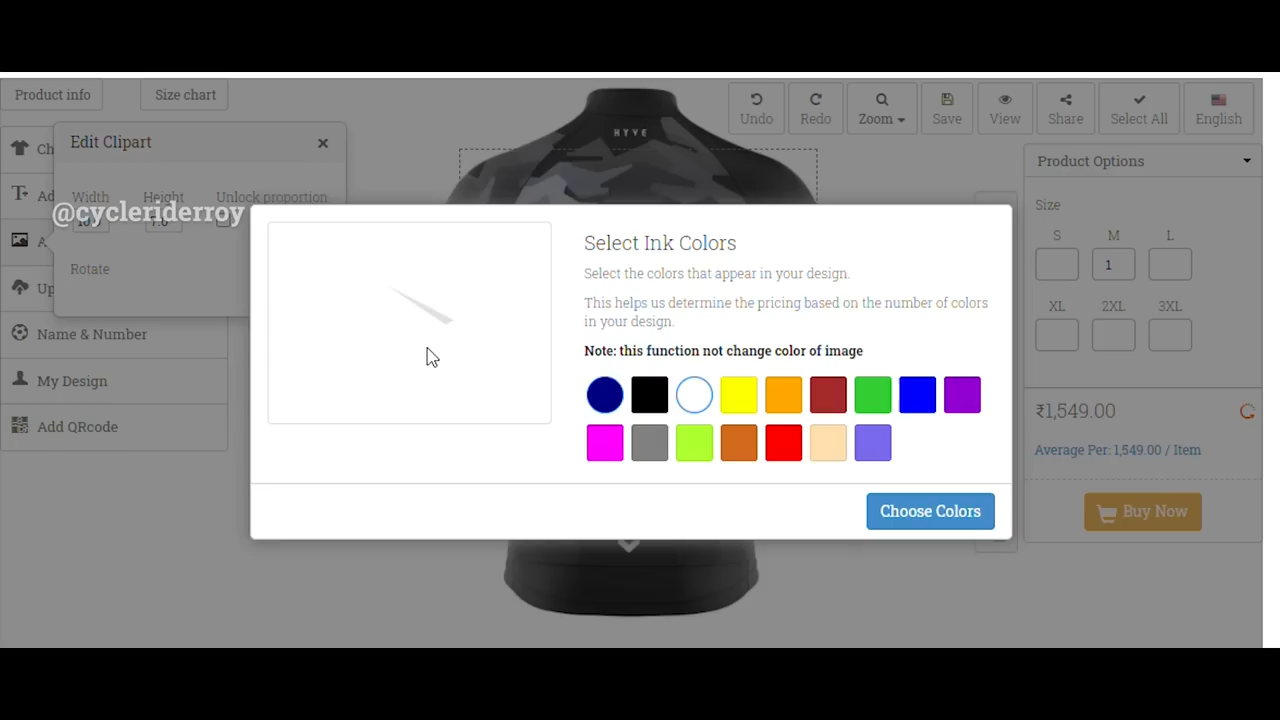 Product info
Size chart
Undo
Redo
Zoom
Save
View
Share
Select All
English
HYVE
Edit Clipart
×
Ch
Ad
A
Up
Width
Height
Unlock proportion
@cycleriderroy
Rotate
Name & Number
My Design
Add QRcode
Select Ink Colors
Select the colors that appear in your design.
This helps us determine the pricing based on the number of colors
in your design.
Note: this function not change color of image
Choose Colors
Product Options
Size
S M L
1
XL 2XL 3XL
₹1,549.00
Average Per: 1,549.00 / Item
Buy Now